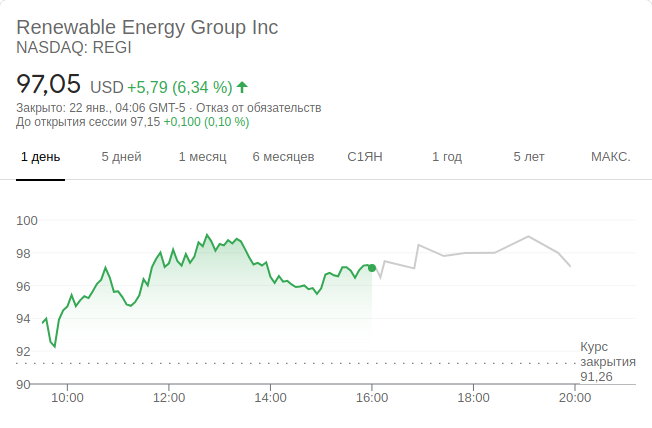 Renewable Energy Group Inc
NASDAQ: REGI
97,05 USD +5,79 (6,34 %)
Закрыто: 22 янв., 04:06 GMT-5 · Отказ от обязательств
До открытия сессии 97,15 +0,100 (0,10 %)
1 день 5 дней 1 месяц 6 месяцев С1ЯН 1 год 5 лет МАКС.
100
98
96
94
92
90
Курс
закрытия
91,26
10:00 12:00 14:00 16:00 18:00 20:00